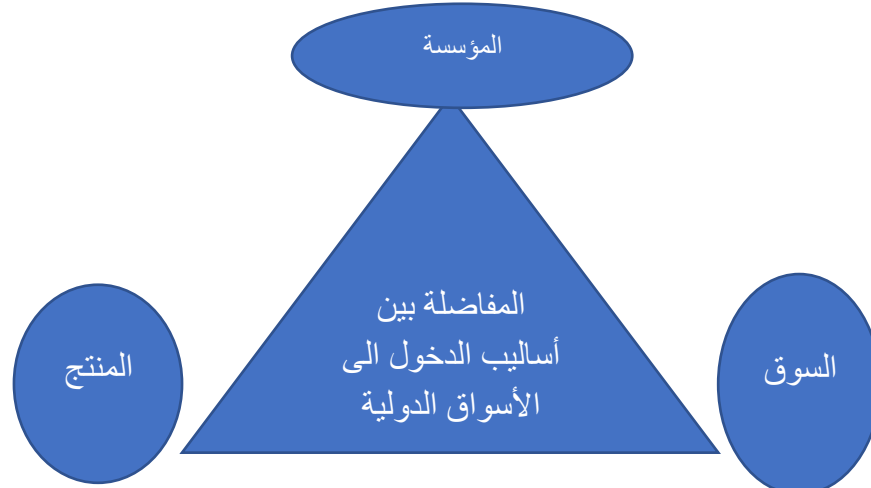 المؤسسة
المفاضلة بين
أساليب الدخول الى
الأسواق الدولية
السوق
المنتج